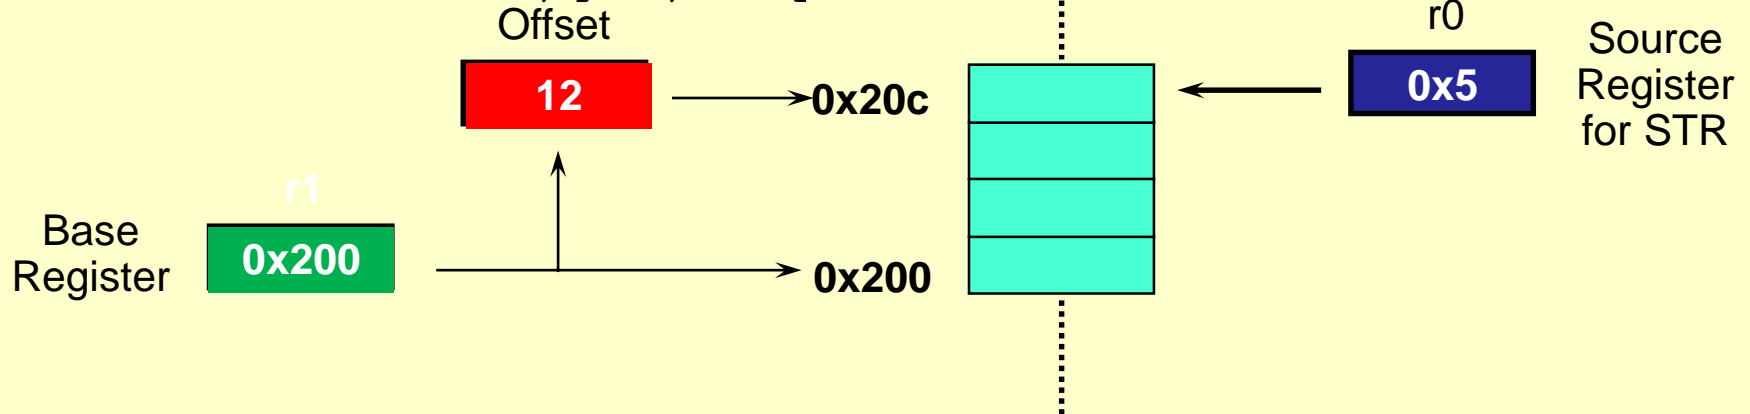 Offset
r0
12
0x20c
0x5
Source
Register
for STR
r1
Base
Register
0x200
0x200